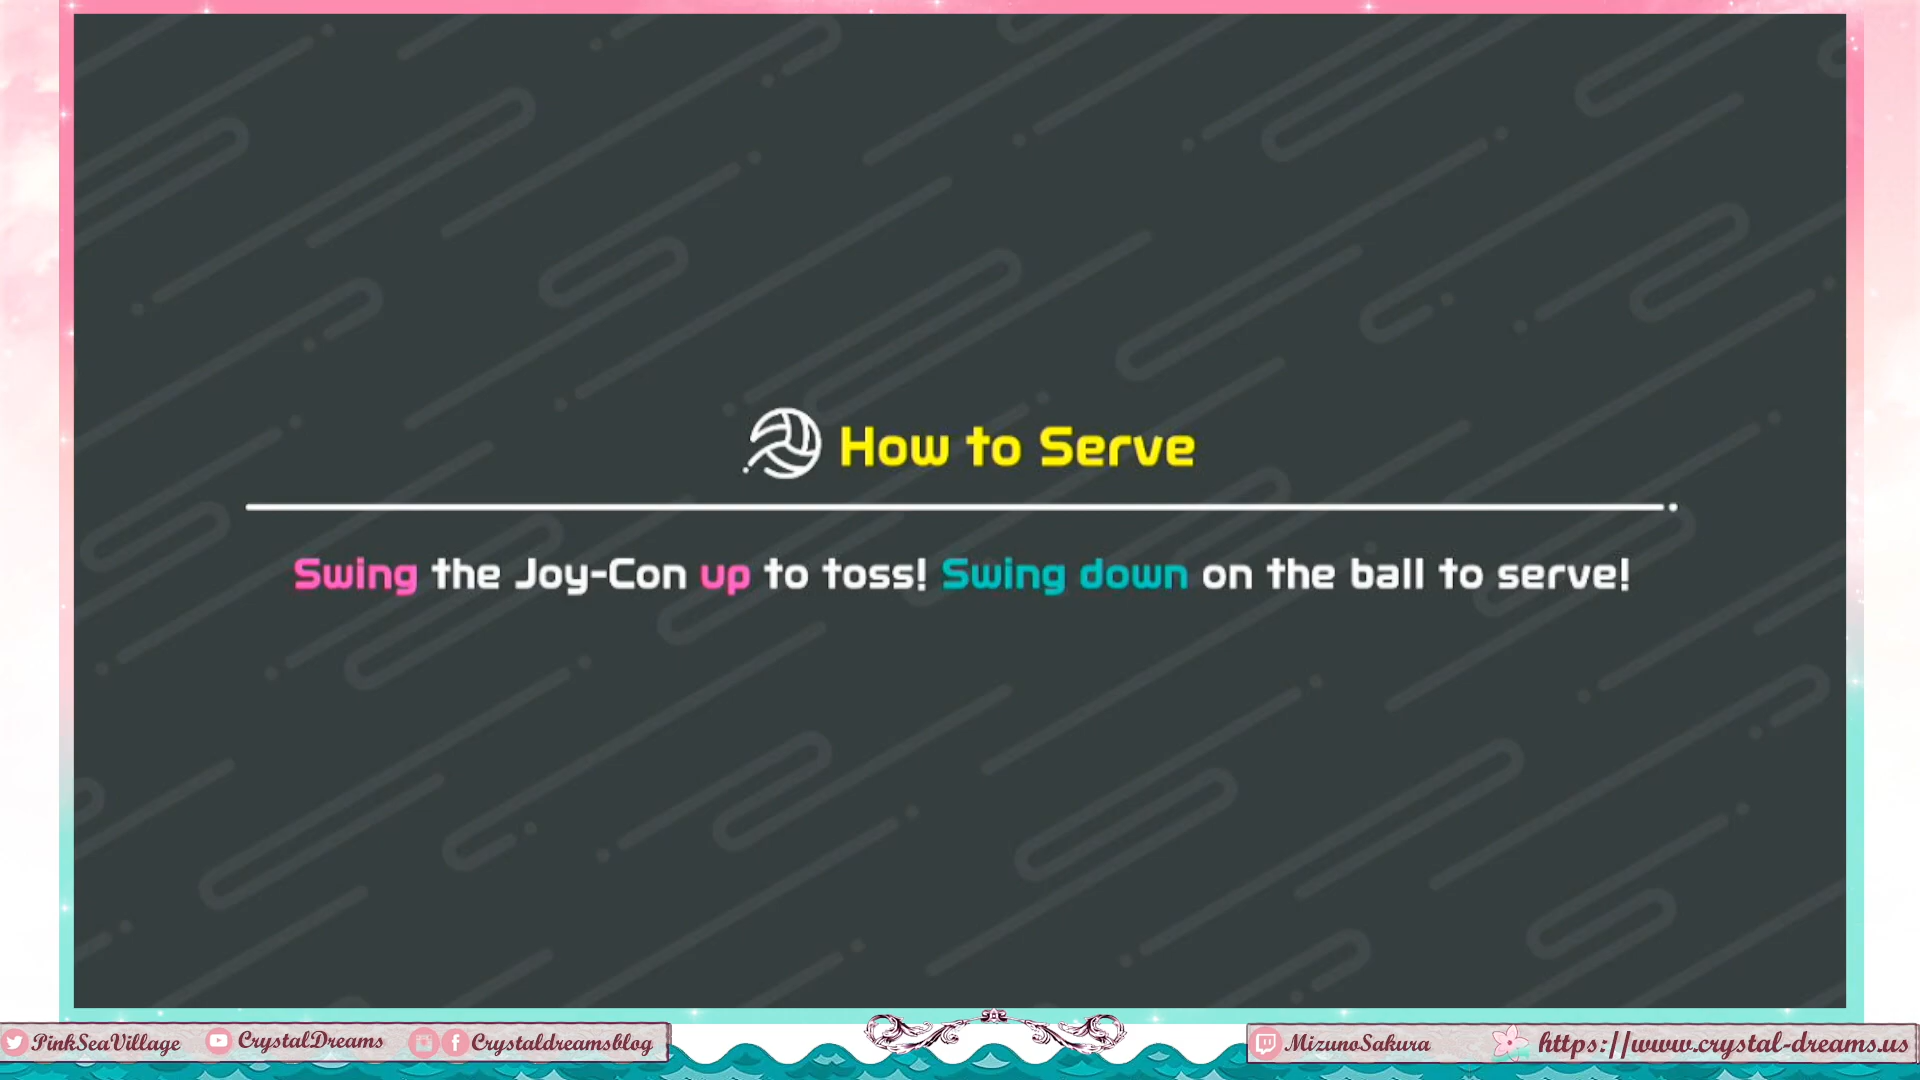 How to Serve
Swing the Joy-Con up to toss! Swing down on the ball to serve!
PinkSeaVillage
CrystalDreams
Crystaldreamsblog
MizunoSakura
https://www.crystal-dreams.us